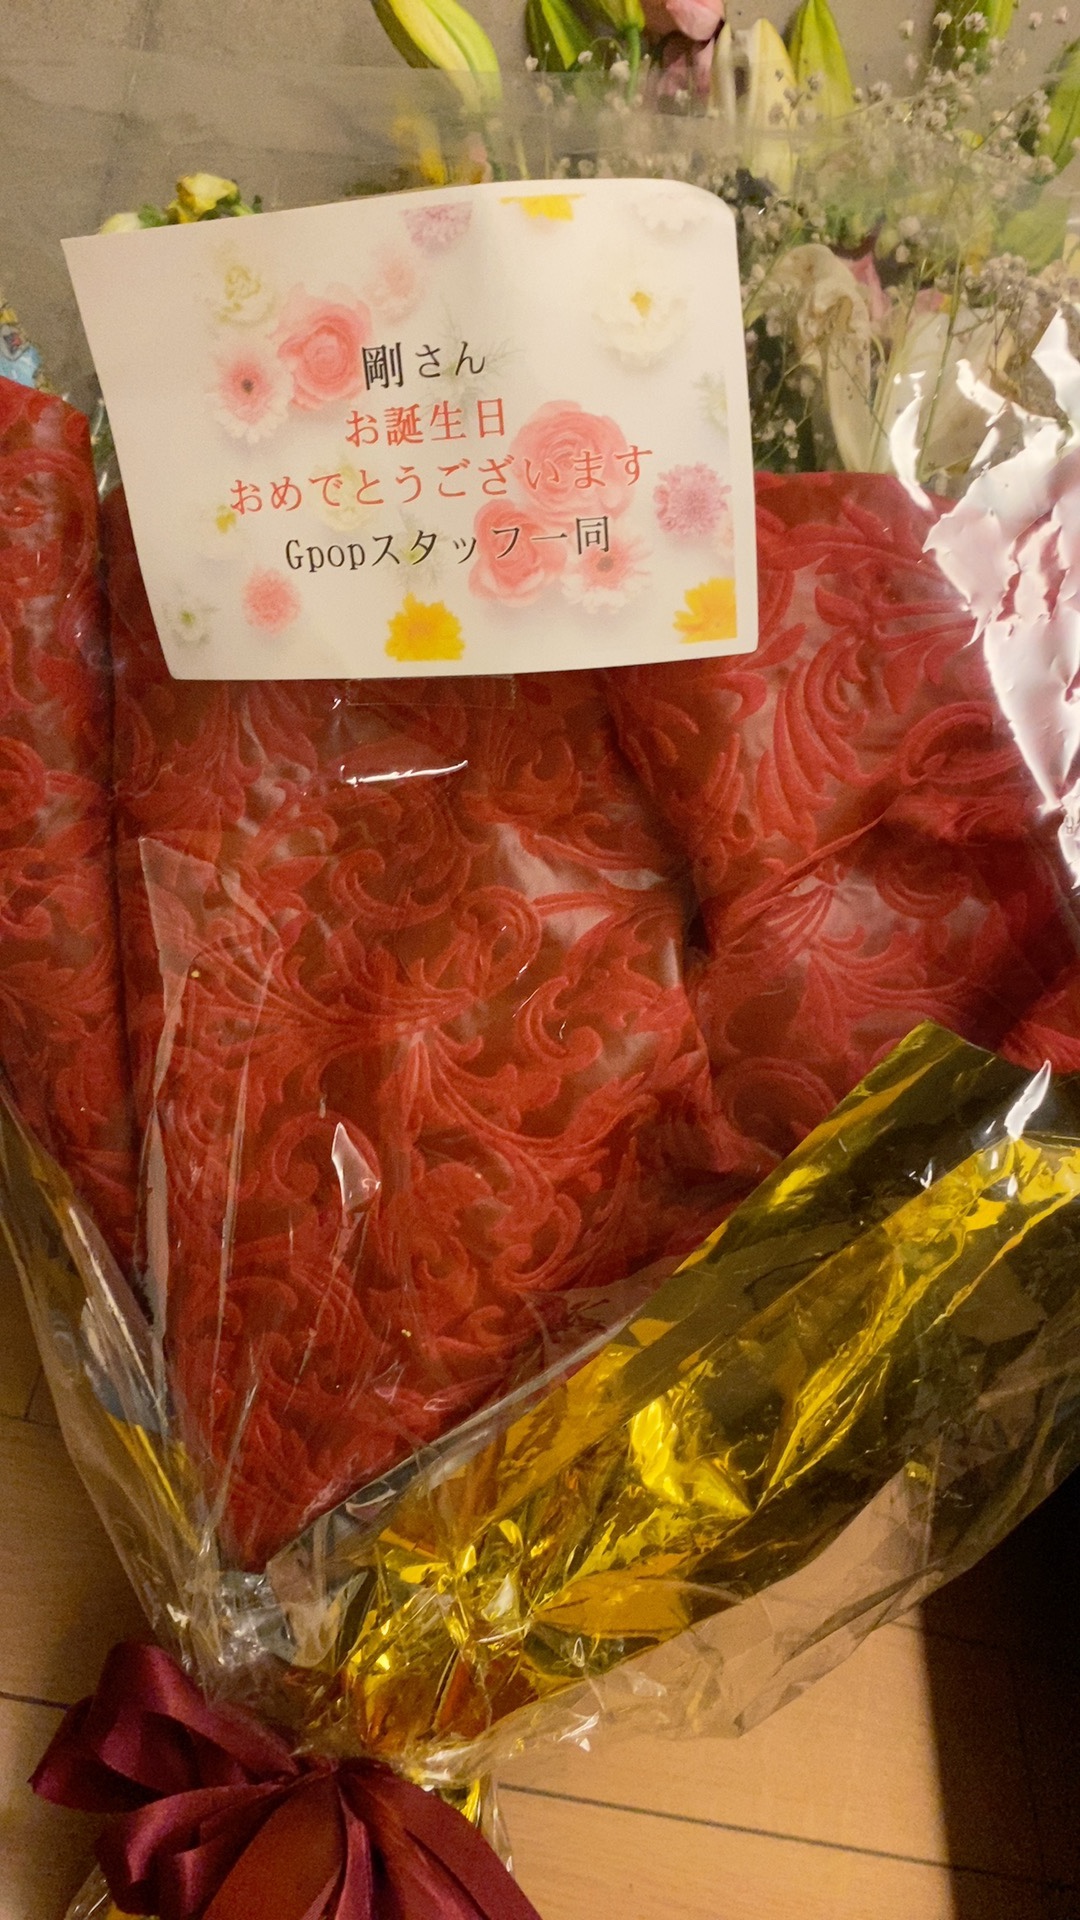 剛さん
お誕生日
おめでとうございます
Gpopスタッフ一同